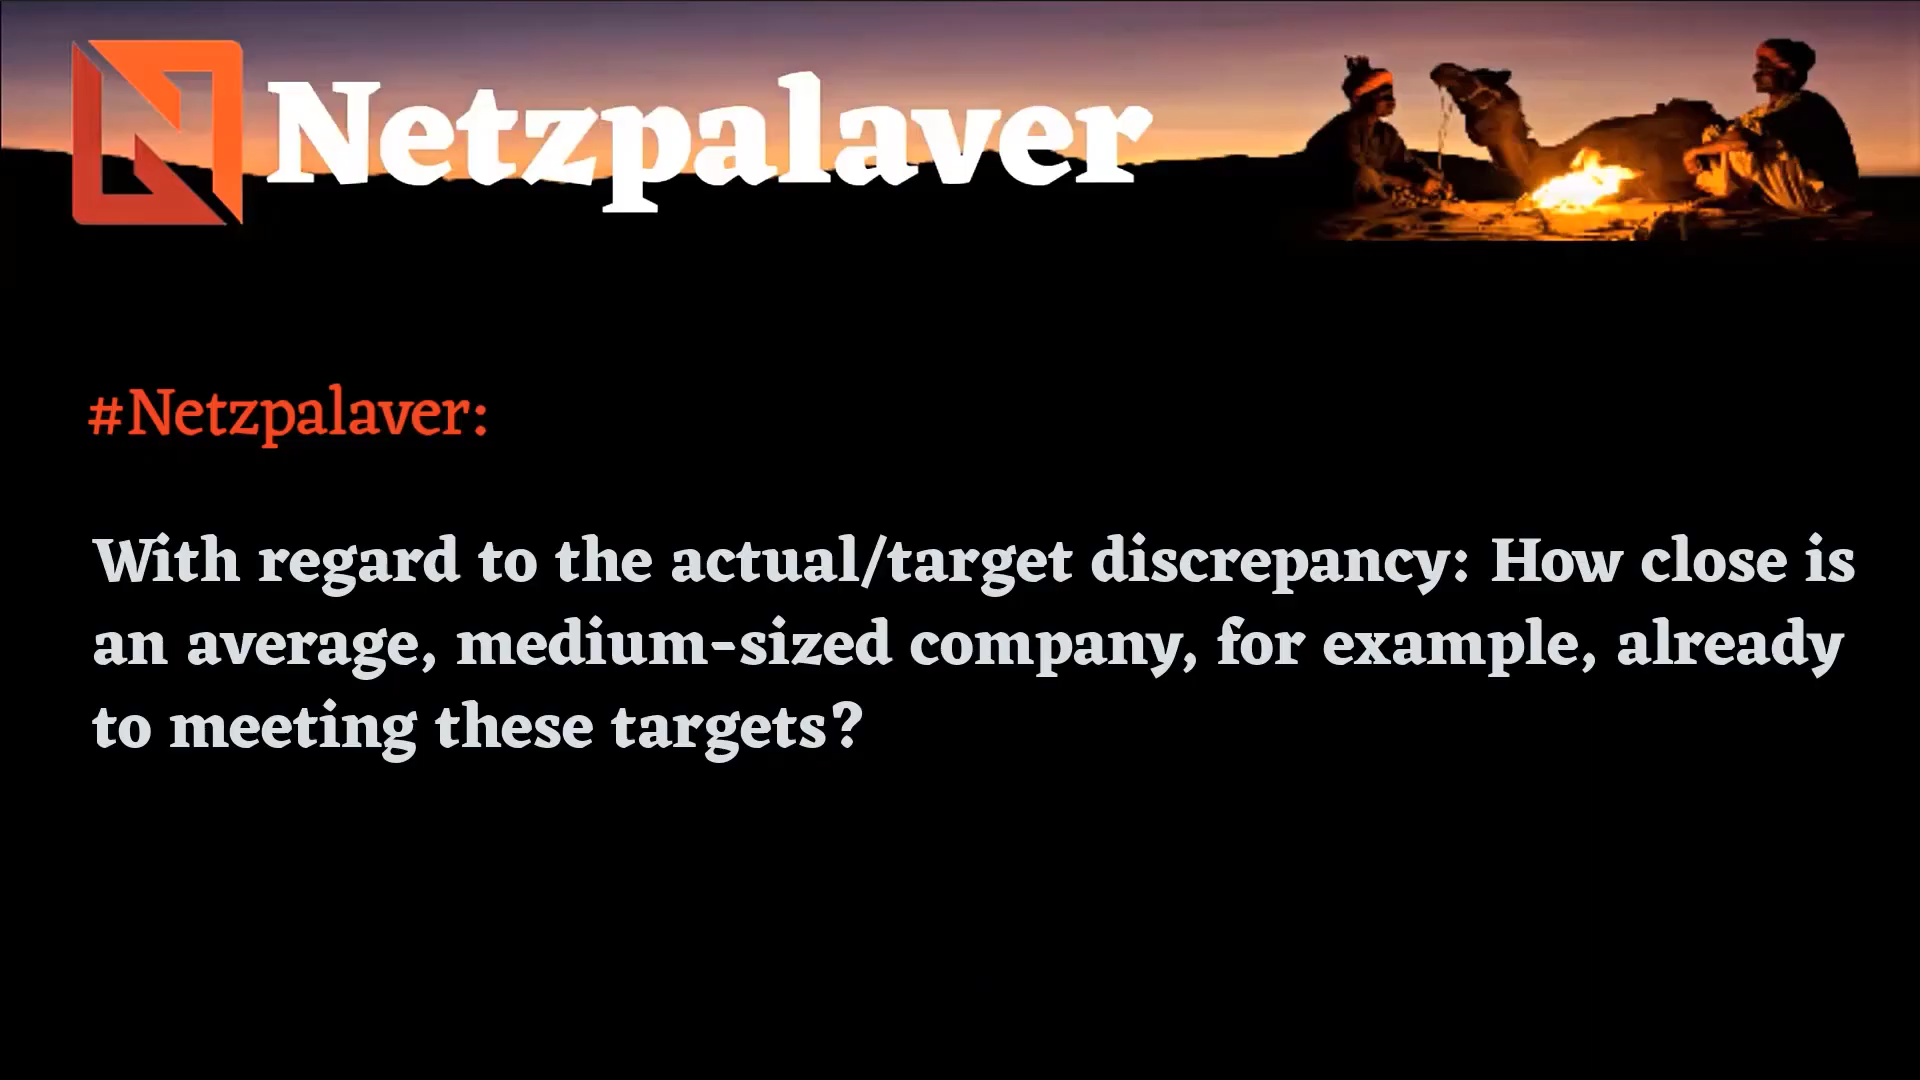 Netzpalaver
#Netzpalaver:
With regard to the actual/target discrepancy: How close is
an average, medium-sized company, for example, already
to meeting these targets?